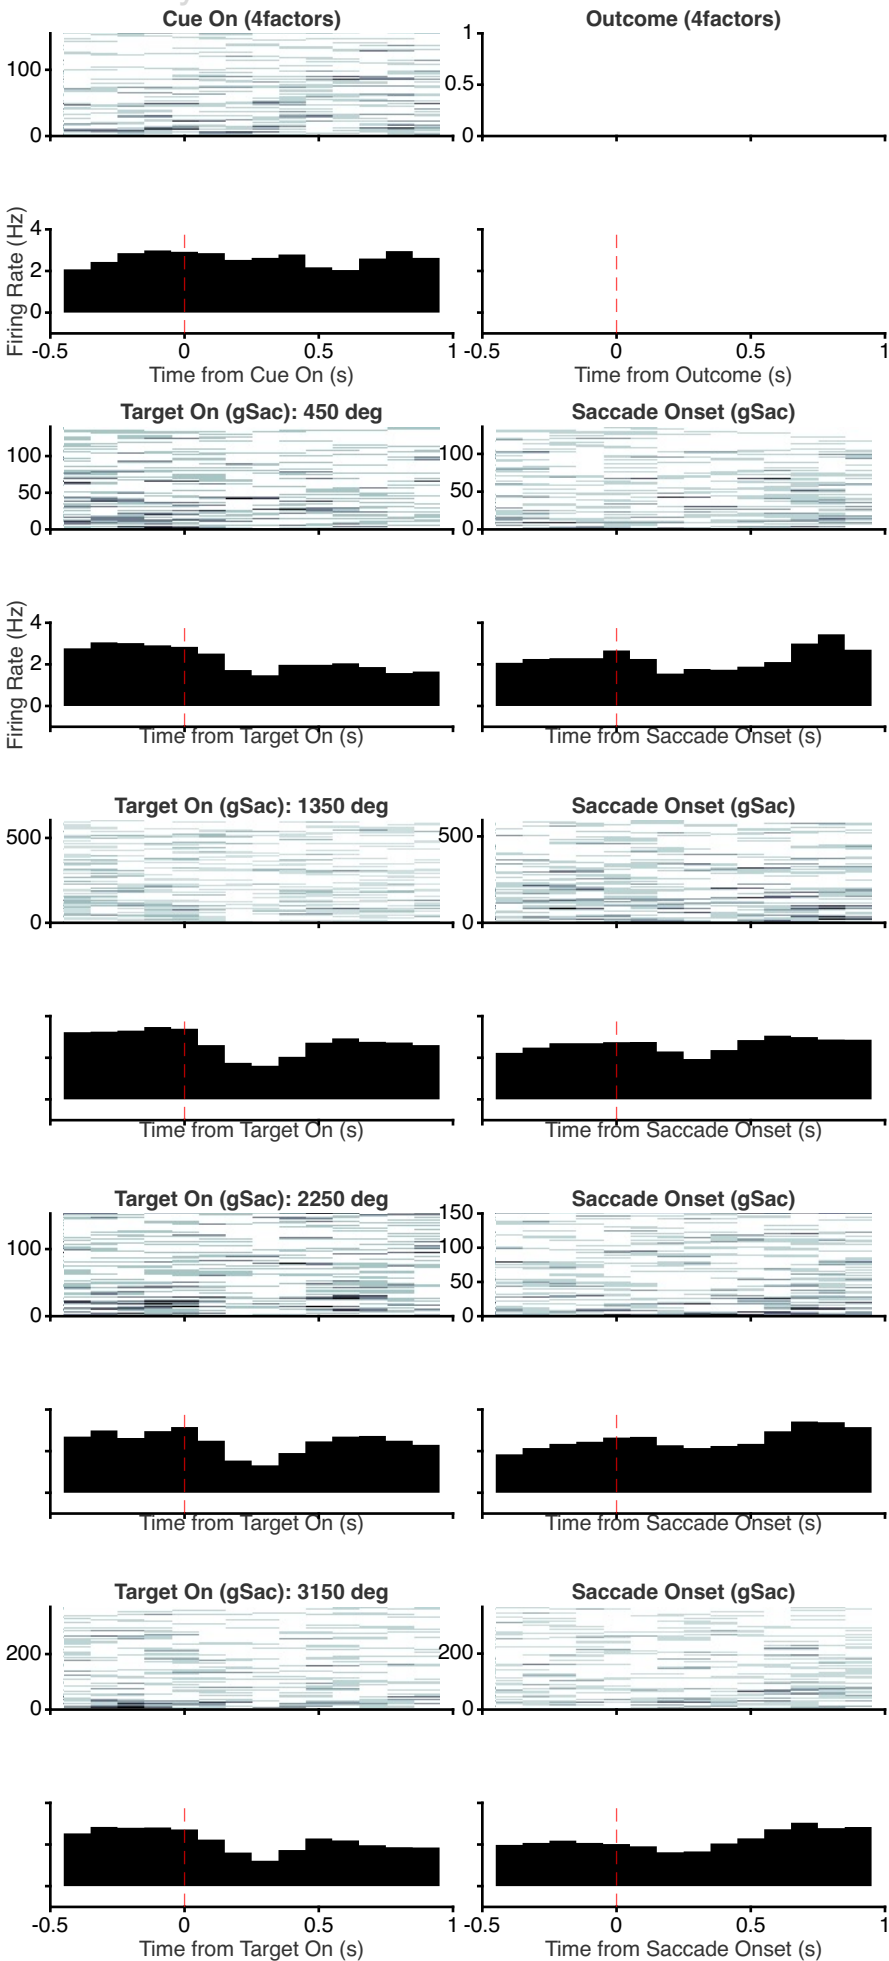 Cue On (4factors) Outcome (4factors)
100 1
0 0.5
0
Firing Rate (Hz)
4
2
0
-0.5 0 0.5 1 -0.5 0 0.5 1
Time from Cue On (s) Time from Outcome (s)
Target On (gSac): 450 deg Saccade Onset (gSac)
100 100
50 50
0 0
Firing Rate (Hz)
4
2
0
Time from Target On (s) Time from Saccade Onset (s)
Target On (gSac): 1350 deg Saccade Onset (gSac)
500 500
0 0
Time from Target On (s) Time from Saccade Onset (s)
Target On (gSac): 2250 deg Saccade Onset (gSac)
100 150
0 100
50
0
Time from Target On (s) Time from Saccade Onset (s)
Target On (gSac): 3150 deg Saccade Onset (gSac)
200 200
0 0
-0.5 0 0.5 1 -0.5 0 0.5 1
Time from Target On (s) Time from Saccade Onset (s)